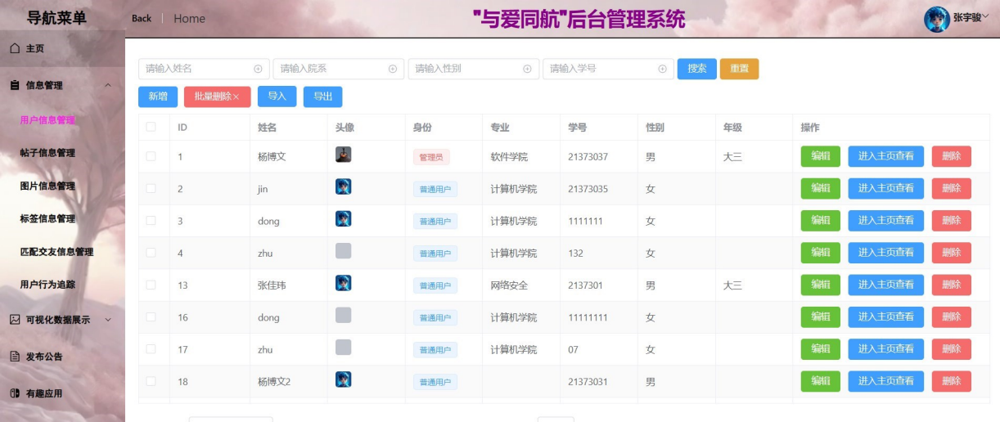 导航菜单
Back Home
"与爱同航"后台管理系统
张宇骏
主页
信息管理
用户信息管理
帖子信息管理
图片信息管理
标签信息管理
匹配交友信息管理
用户行为追踪
可视化数据展示
发布公告
有趣应用
请输入姓名 请输入院系 请输入性别 请输入学号 搜索 重置
新增 批量删除 导入 导出
ID 姓名 头像 身份 专业 学号 性别 年级 操作
1 杨博文 管理员 软件学院 21373037 男 大三 编辑 进入主页查看 删除
2 jin 普通用户 计算机学院 21373035 女 编辑 进入主页查看 删除
3 dong 普通用户 计算机学院 1111111 女 编辑 进入主页查看 删除
4 zhu 普通用户 计算机学院 132 女 编辑 进入主页查看 删除
13 张佳玮 普通用户 网络安全 2137301 男 大三 编辑 进入主页查看 删除
16 dong 普通用户 计算机学院 11111111 女 编辑 进入主页查看 删除
17 zhu 普通用户 计算机学院 07 女 编辑 进入主页查看 删除
18 杨博文2 普通用户 21373031 男 编辑 进入主页查看 删除